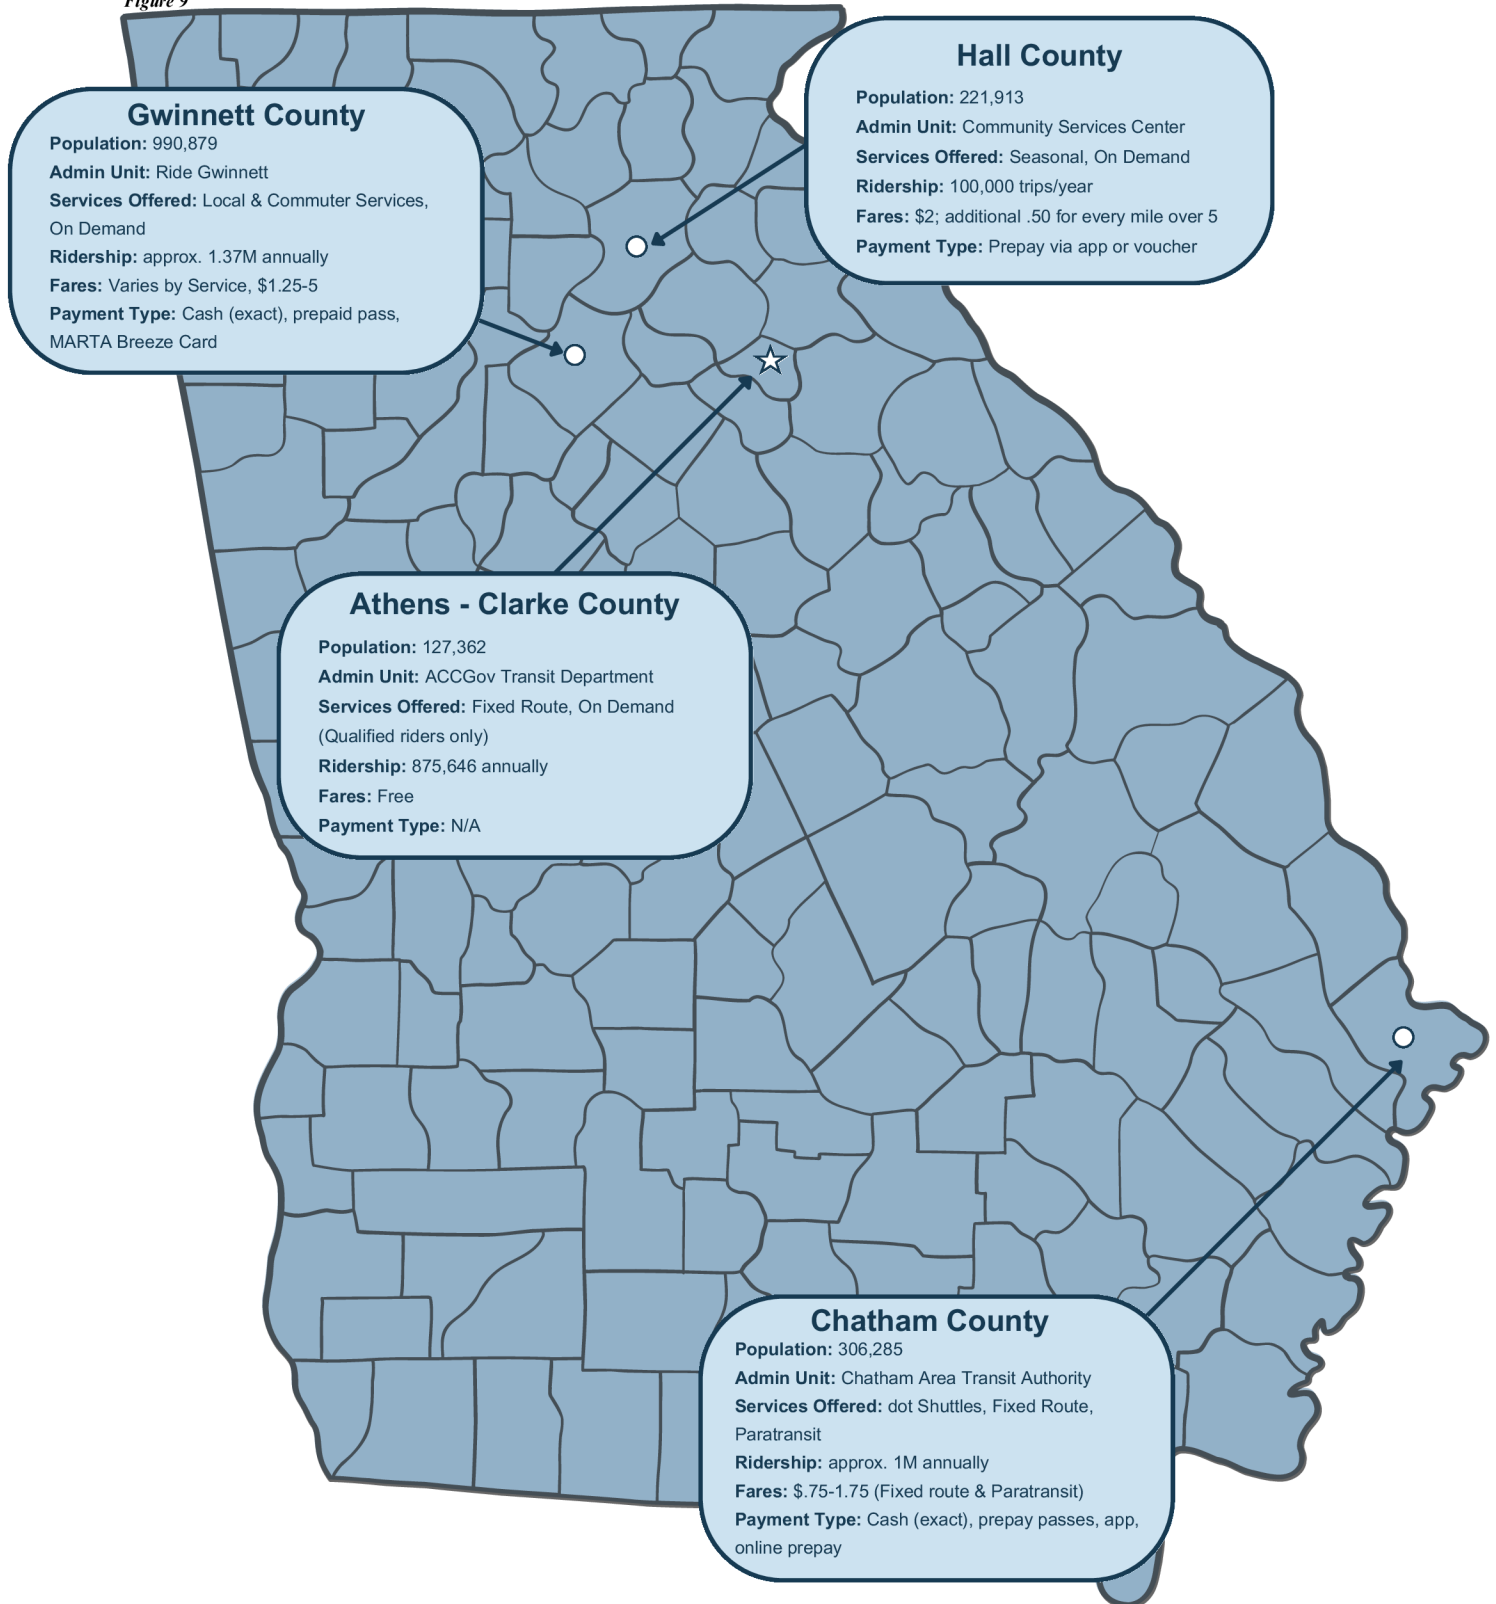 Figure 9
Hall County
Population: 221,913
Admin Unit: Community Services Center
Services Offered: Seasonal, On Demand
Ridership: 100,000 trips/year
Fares: $2; additional .50 for every mile over 5
Payment Type: Prepay via app or voucher
Gwinnett County
Population: 990,879
Admin Unit: Ride Gwinnett
Services Offered: Local & Commuter Services,
On Demand
Ridership: approx. 1.37M annually
Fares: Varies by Service, $1.25-5
Payment Type: Cash (exact), prepaid pass,
MARTA Breeze Card
Athens - Clarke County
Population: 127,362
Admin Unit: ACCGov Transit Department
Services Offered: Fixed Route, On Demand
(Qualified riders only)
Ridership: 875,646 annually
Fares: Free
Payment Type: N/A
Chatham County
Population: 306,285
Admin Unit: Chatham Area Transit Authority
Services Offered: dot Shuttles, Fixed Route,
Paratransit
Ridership: approx. 1M annually
Fares: $.75-1.75 (Fixed route & Paratransit)
Payment Type: Cash (exact), prepay passes, app,
online prepay